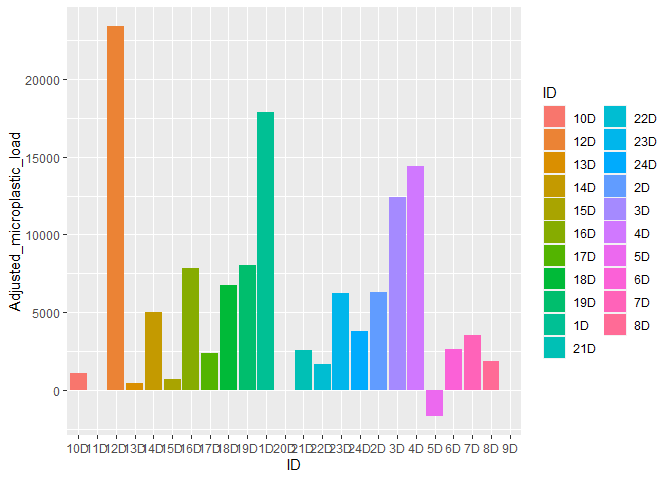 Adjusted_microplastic_load
20000
15000
10000
5000
0
10D 11D 12D 13D 14D 15D 16D 17D 18D 19D 1D 20D 21D 22D 23D 24D 2D 3D 4D 5D 6D 7D 8D 9D
ID
ID
10D
12D
13D
14D
15D
16D
17D
18D
19D
1D
21D
22D
23D
24D
2D
3D
4D
5D
6D
7D
8D